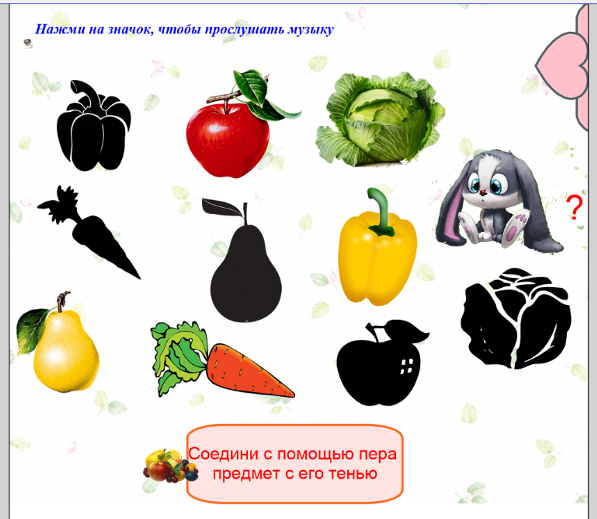 Нажми на значок, чтобы прослушать музыку
?
Соедини с помощью пера
предмет с его тенью